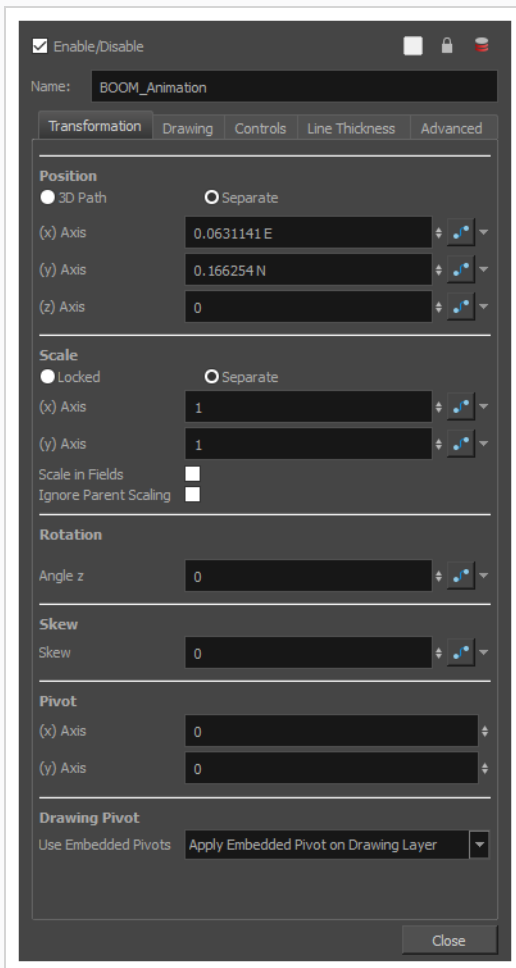 Enable/Disable
Name: BOOM_Animation
Transformation Drawing Controls Line Thickness Advanced
Position
3D Path Separate
(x) Axis 0.0631141 E
(y) Axis 0.166254 N
(z) Axis 0
Scale
Locked Separate
(x) Axis 1
(y) Axis 1
Scale in Fields
Ignore Parent Scaling
Rotation
Angle z 0
Skew
Skew 0
Pivot
(x) Axis 0
(y) Axis 0
Drawing Pivot
Use Embedded Pivots Apply Embedded Pivot on Drawing Layer
Close